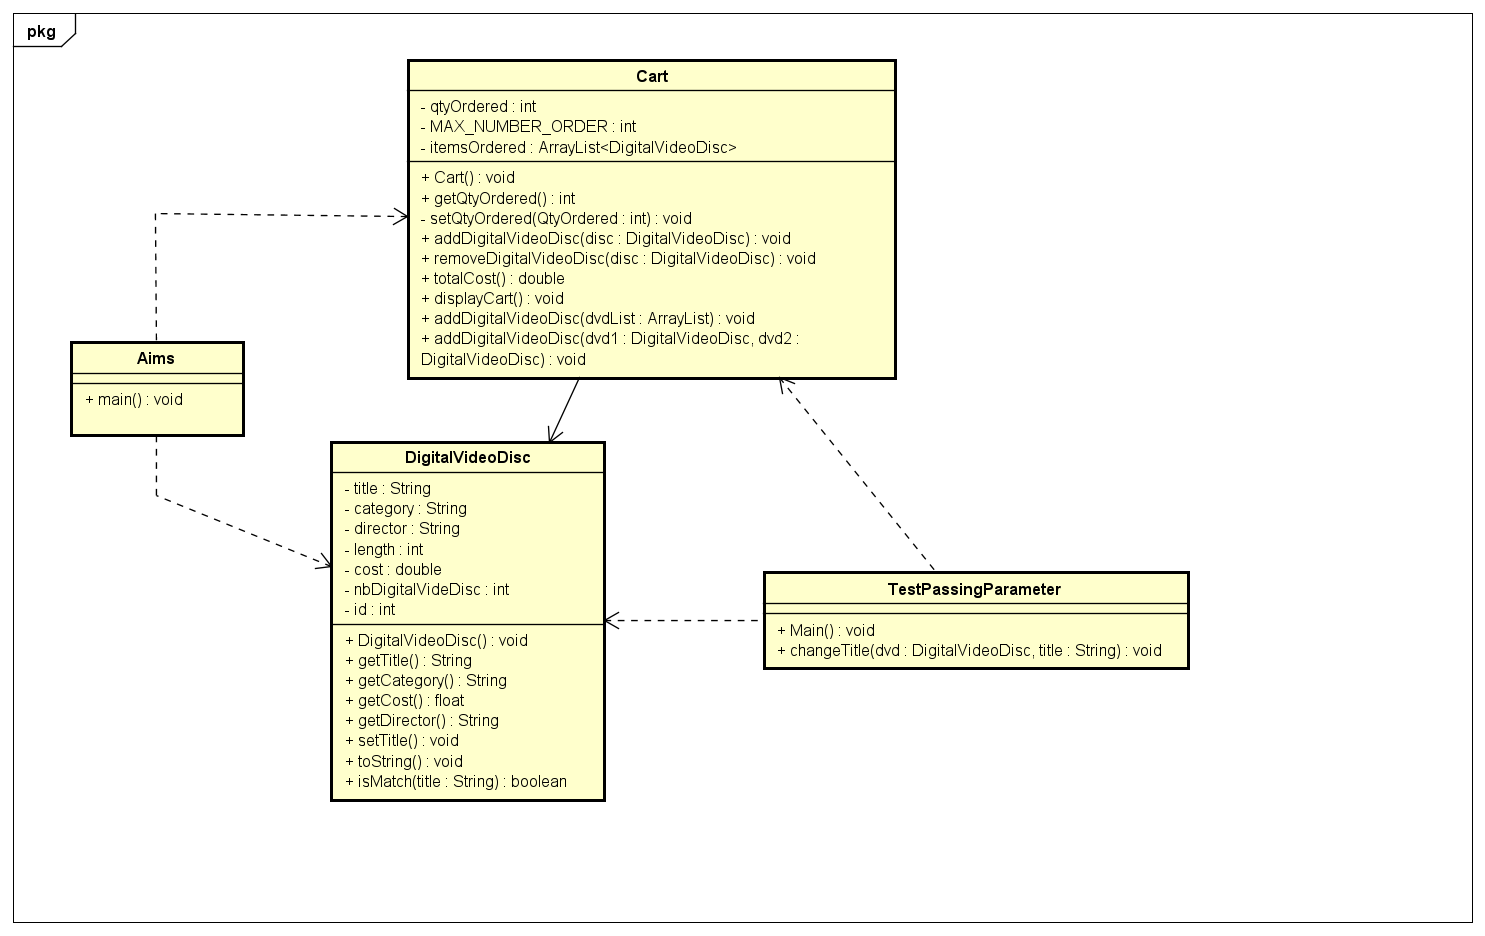 pkg
Cart
- qtyOrdered : int
- MAX_NUMBER_ORDER : int
- itemsOrdered : ArrayList<DigitalVideoDisc>
+ Cart() : void
+ getQtyOrdered() : int
- setQtyOrdered(QtyOrdered : int) : void
+ addDigitalVideoDisc(disc : DigitalVideoDisc) : void
+ removeDigitalVideoDisc(disc : DigitalVideoDisc) : void
+ totalCost() : double
+ displayCart() : void
+ addDigitalVideoDisc(dvdList : ArrayList) : void
+ addDigitalVideoDisc(dvd1 : DigitalVideoDisc, dvd2 :
DigitalVideoDisc) : void
Aims
+ main() : void
DigitalVideoDisc
- title : String
- category : String
- director : String
- length : int
- cost : double
- nbDigitalVideDisc : int
- id : int
+ DigitalVideoDisc() : void
+ getTitle() : String
+ getCategory() : String
+ getCost() : float
+ getDirector() : String
+ setTitle() : void
+ toString() : void
+ isMatch(title : String) : boolean
TestPassingParameter
+ Main() : void
+ changeTitle(dvd : DigitalVideoDisc, title : String) : void